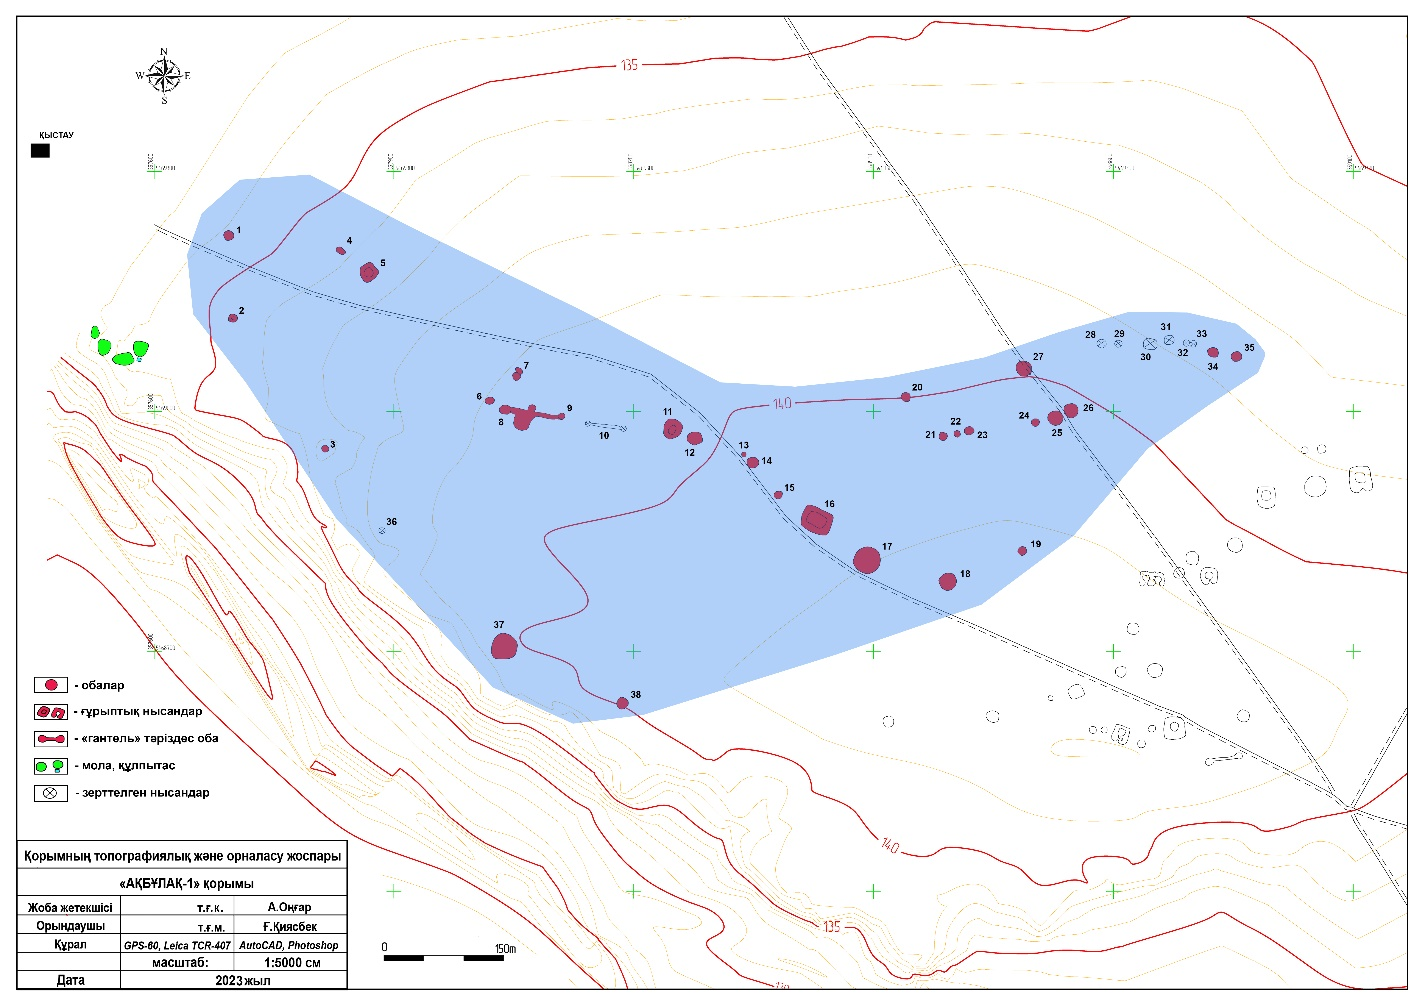 N
W E
S
135
ҚЫСТАУ
1
4
5
2
28 29 31 33
30 32 34 35
27
7
6
20
140
9
8
11
10
12
26
24 25
22
21 23
13
14
3
15
16
36
17
19
18
37
38
- обалар
- ғұрыптық нысандар
- «гантель» тәріздес оба
- мола, құлпытас
- зерттелген нысандар
140
135
Қорымның топографиялық және орналасу жоспары
«АҚБҰЛАҚ-1» қорымы
Жоба жетекшісі т.ғ.к. А.Оңғар
Орындаушы т.ғ.м. Ғ.Қиясбек
Құрал GPS-60, Leica TCR-407 AutoCAD, Photoshop
масштаб: 1:5000 см
Дата 2023 жыл
0 150m